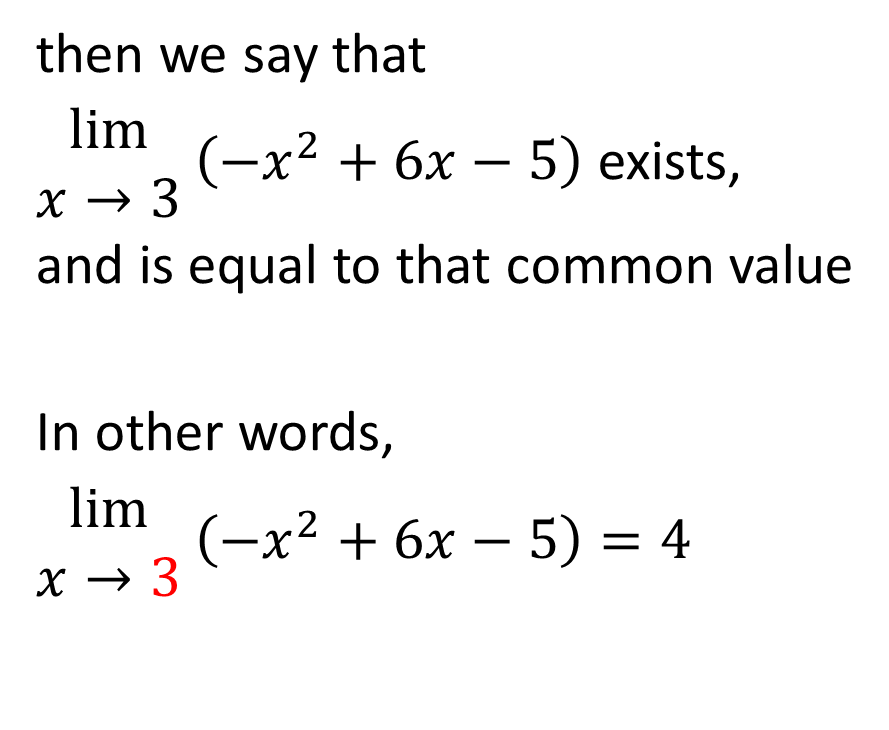 then we say that
lim
x → 3 (−x² + 6x − 5) exists,
and is equal to that common value
In other words,
lim
x → 3 (−x² + 6x − 5) = 4